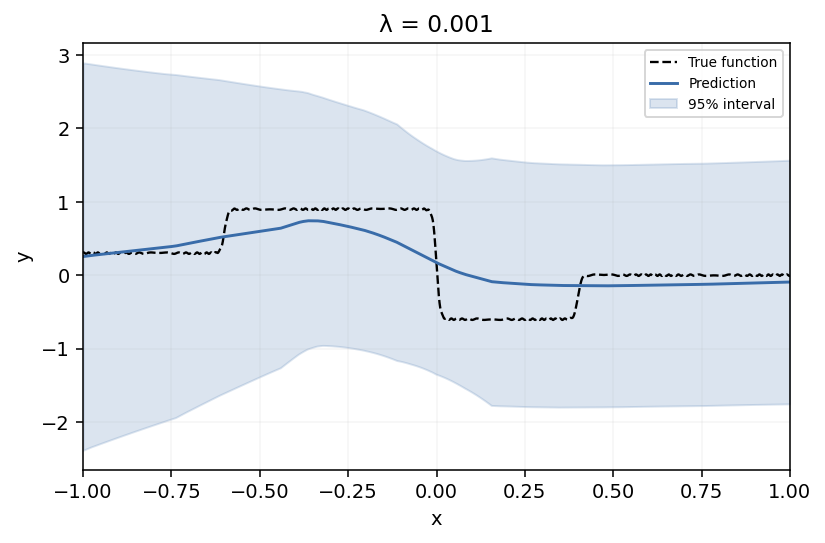 λ = 0.001
3
2
1
0
−1
−2
y
True function
Prediction
95% interval
−1.00 −0.75 −0.50 −0.25 0.00 0.25 0.50 0.75 1.00
x